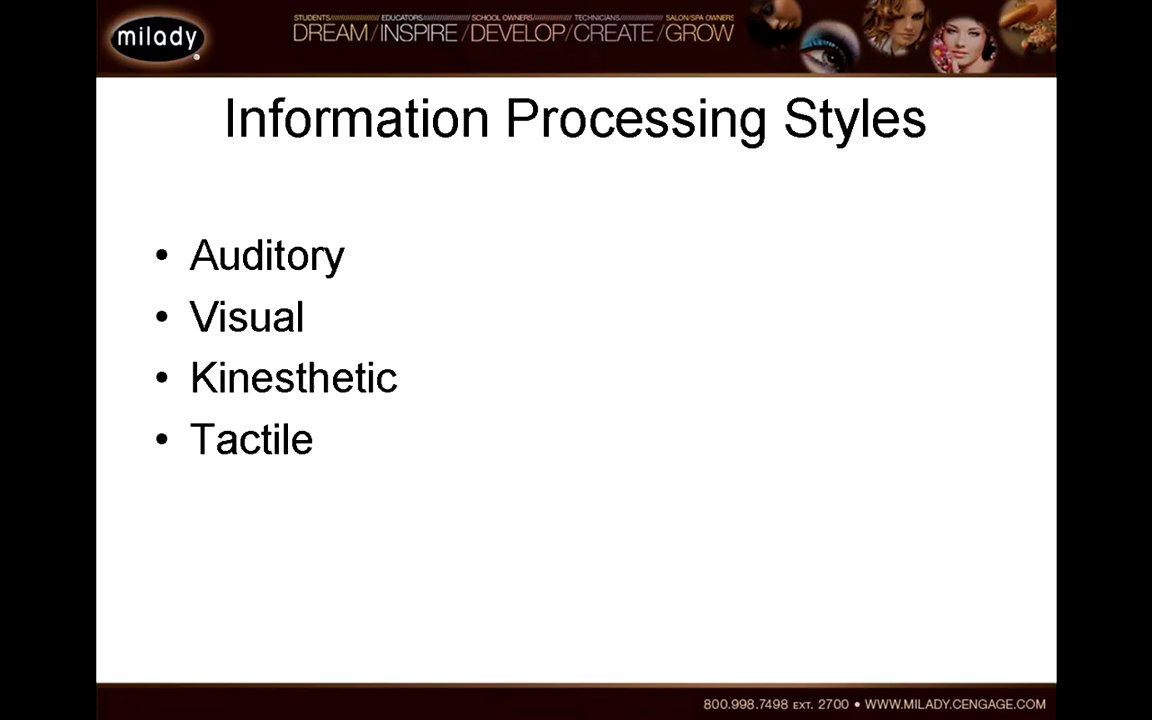 milady
STUDENTS EDUCATORS SCHOOL OWNERS TECHNICIANS SALON/SPA OWNERS
DREAM/INSPIRE/DEVELOP/CREATE/GROW
Information Processing Styles
• Auditory
• Visual
• Kinesthetic
• Tactile
800.998.7498 EXT. 2700 • WWW.MILADY.CENGAGE.COM